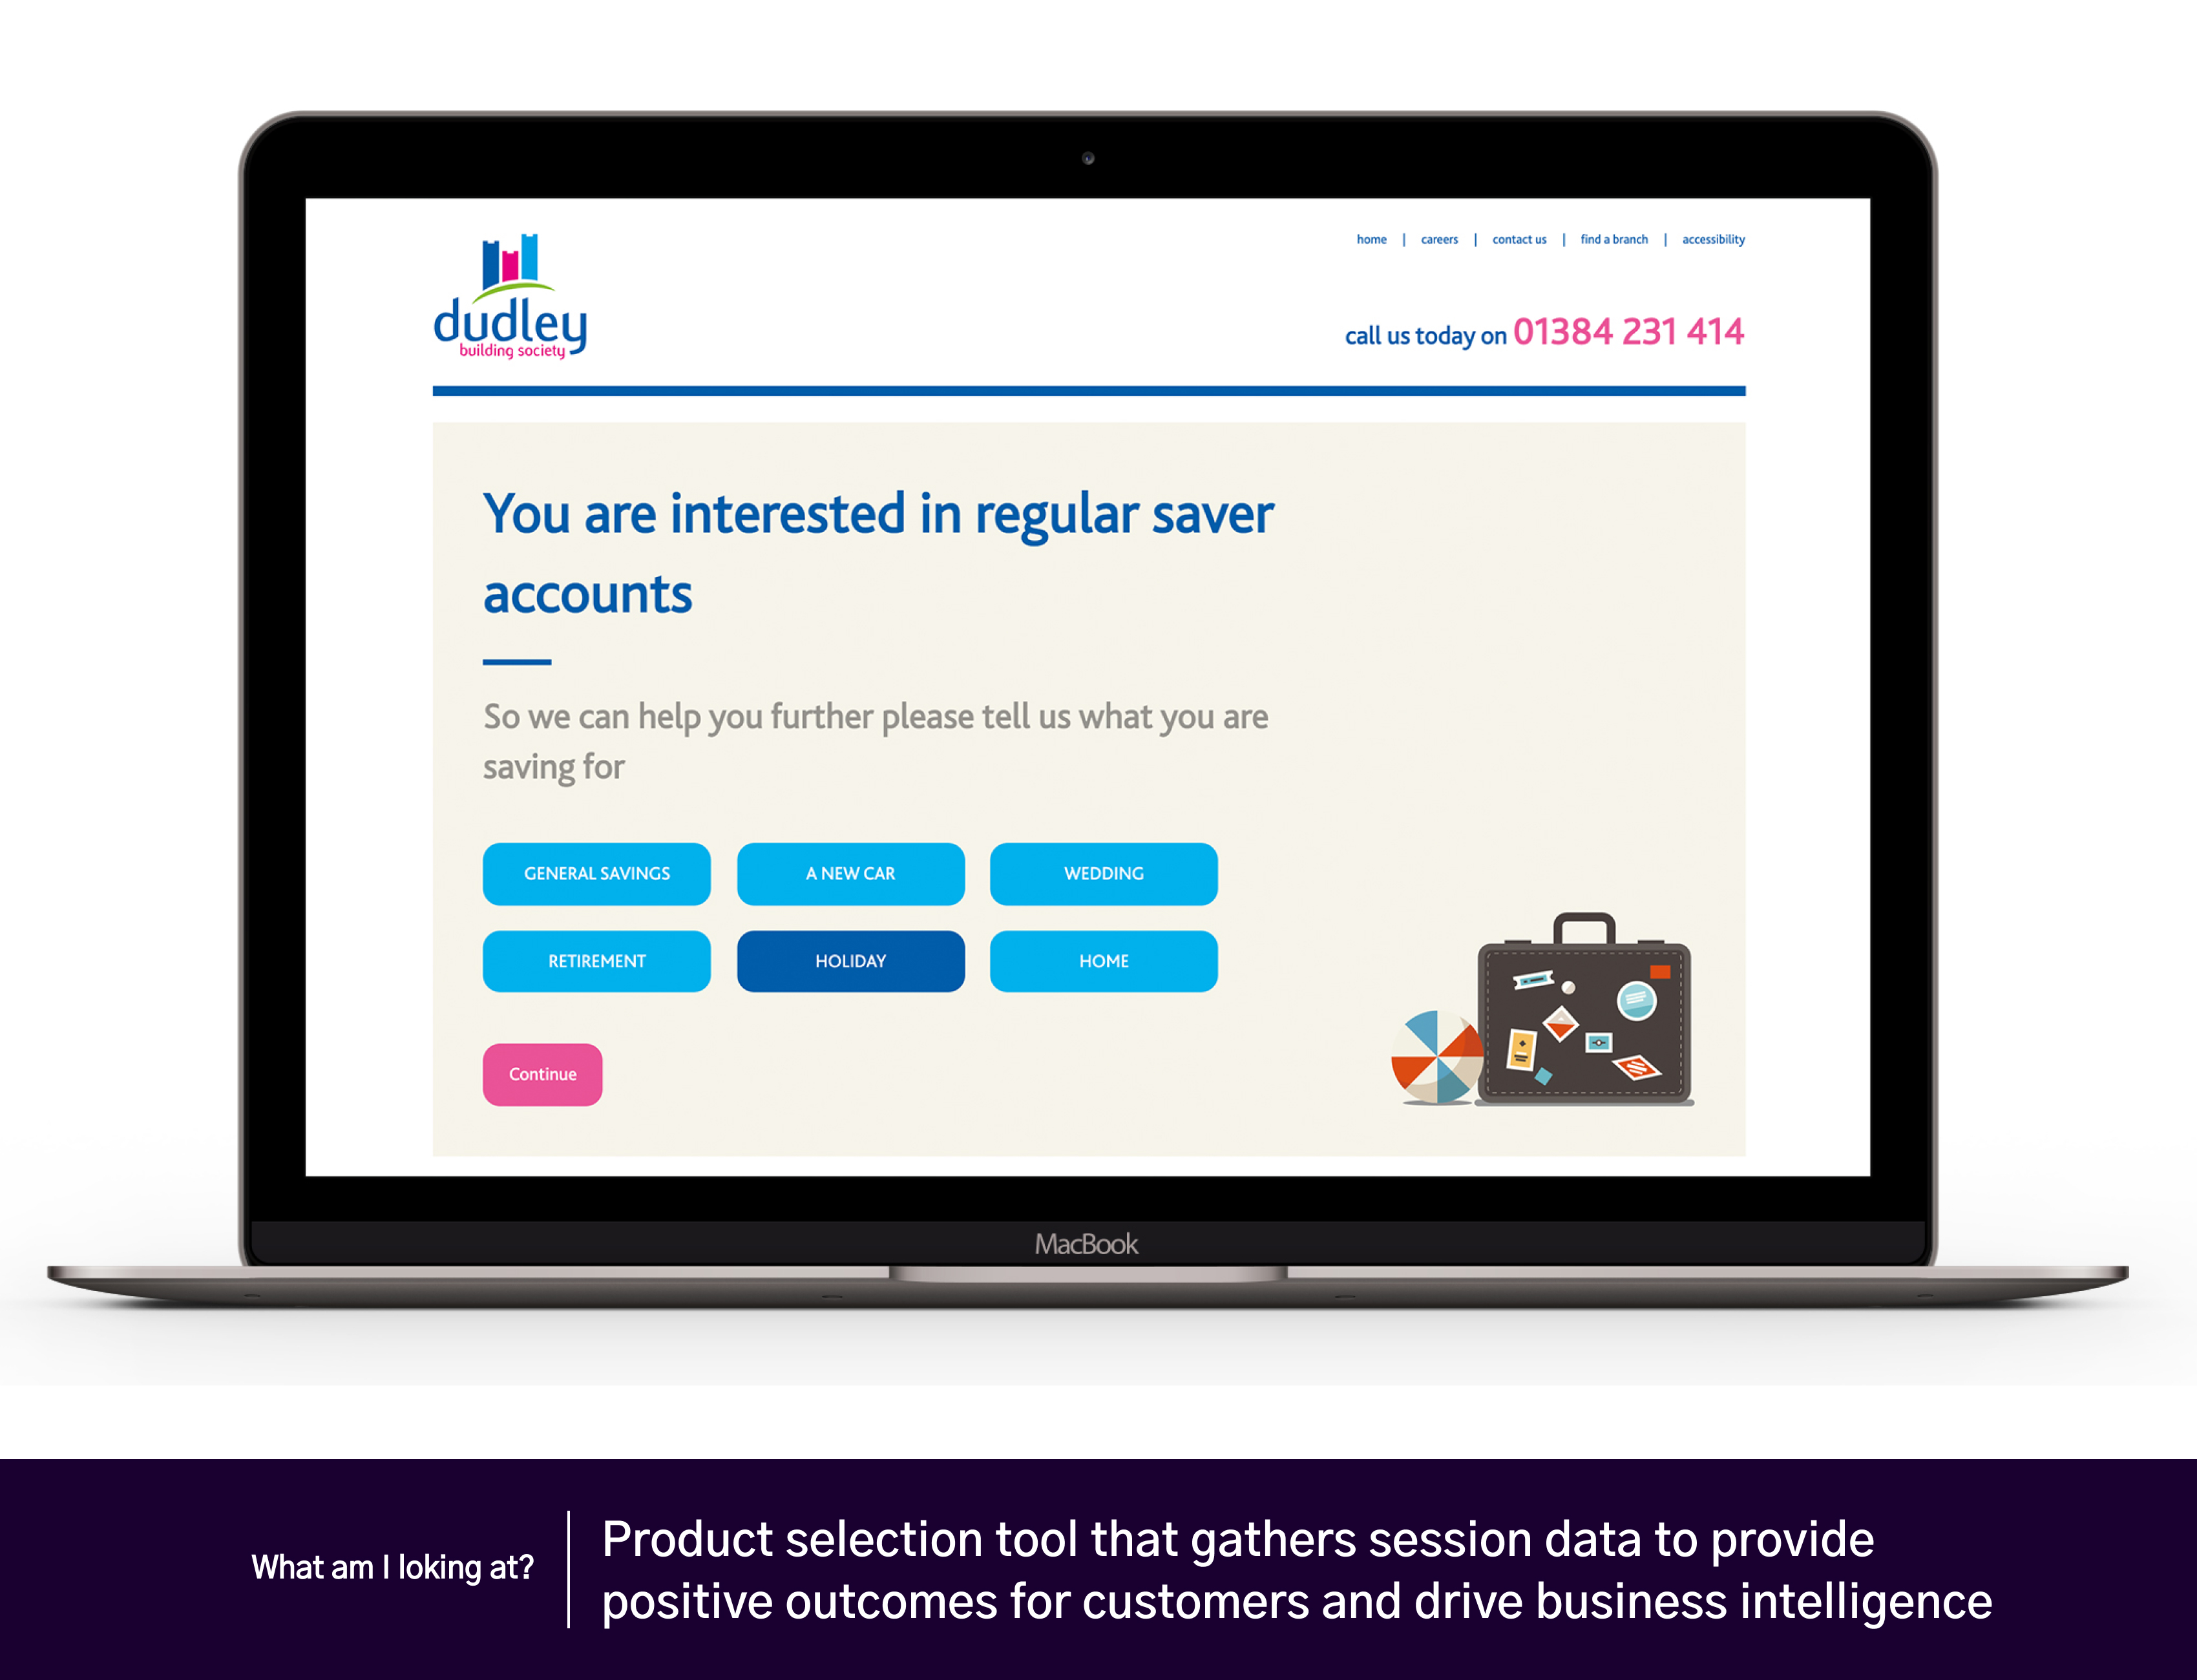 dudley
building society
home | careers | contact us | find a branch | accessibility
call us today on 01384 231 414
You are interested in regular saver
accounts
So we can help you further please tell us what you are
saving for
GENERAL SAVINGS
A NEW CAR
WEDDING
RETIREMENT
HOLIDAY
HOME
Continue
MacBook
What am I loking at?
Product selection tool that gathers session data to provide
positive outcomes for customers and drive business intelligence